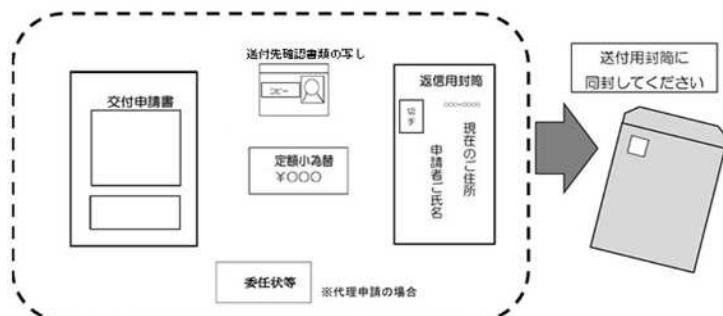 送付先確認書類の写し
コピー
交付申請書
定額小為替
¥○○○
返信用封筒
○○○-○○○○
切手
現在のご住所
申請者ご氏名
委任状等
※代理申請の場合
送付用封筒に
同封してください